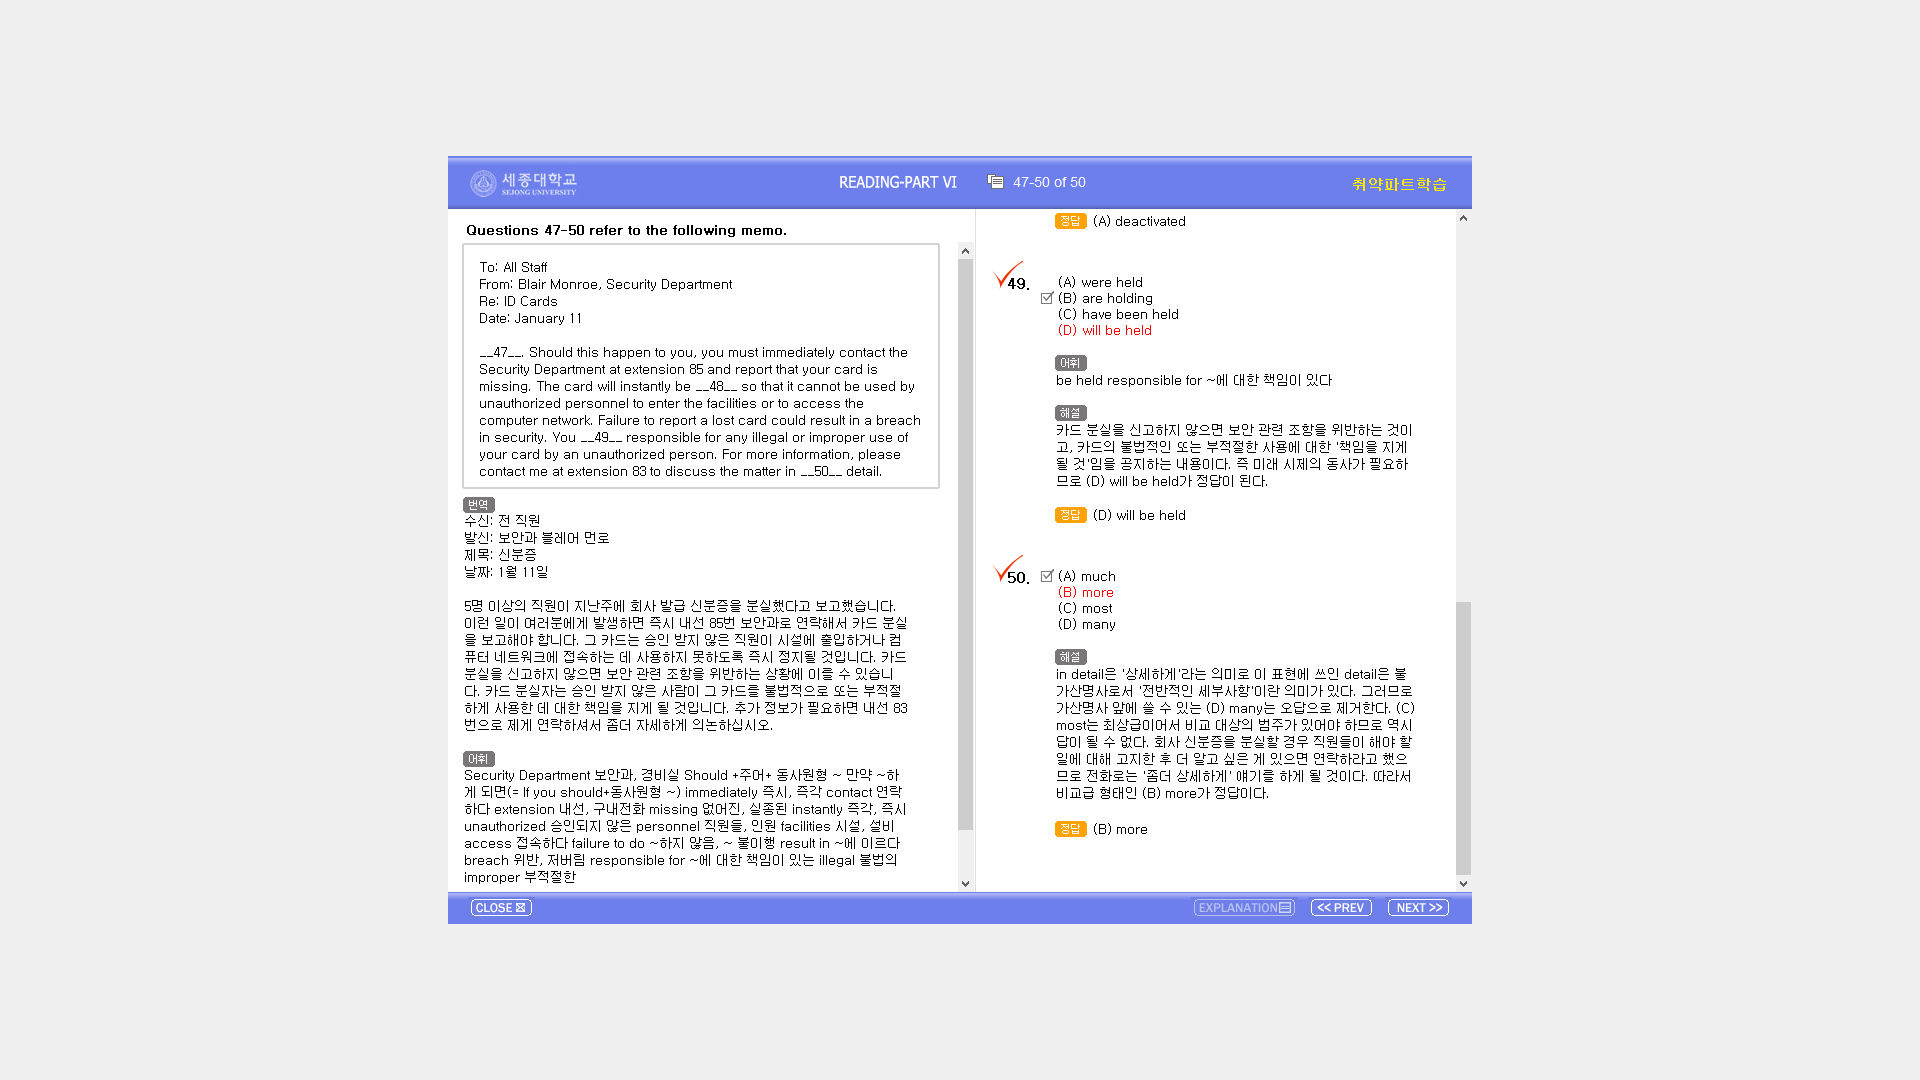 세종대학교
SEJONG UNIVERSITY
READING-PART VI
47-50 of 50
취약파트학습
Questions 47-50 refer to the following memo.
To: All Staff
From: Blair Monroe, Security Department
Re: ID Cards
Date: January 11
__47__. Should this happen to you, you must immediately contact the
Security Department at extension 85 and report that your card is
missing. The card will instantly be __48__ so that it cannot be used by
unauthorized personnel to enter the facilities or to access the
computer network. Failure to report a lost card could result in a breach
in security. You __49__ responsible for any illegal or improper use of
your card by an unauthorized person. For more information, please
contact me at extension 83 to discuss the matter in __50__ detail.
번역
수신: 전 직원
발신: 보안과 블레어 먼로
제목: 신분증
날짜: 1월 11일
5명 이상의 직원이 지난주에 회사 발급 신분증을 분실했다고 보고했습니다.
이런 일이 여러분에게 발생하면 즉시 내선 85번 보안과로 연락해서 카드 분실
을 보고해야 합니다. 그 카드는 승인 받지 않은 직원이 시설에 출입하거나 컴
퓨터 네트워크에 접속하는 데 사용하지 못하도록 즉시 정지될 것입니다. 카드
분실을 신고하지 않으면 보안 관련 조항을 위반하는 상황에 이를 수 있습니
다. 카드 분실자는 승인 받지 않은 사람이 그 카드를 불법적으로 또는 부적절
하게 사용한 데 대한 책임을 지게 될 것입니다. 추가 정보가 필요하면 내선 83
번으로 제게 연락하셔서 좀더 자세하게 의논하십시오.
어휘
Security Department 보안과, 경비실 Should +주어+ 동사원형 ~ 만약 ~하
게 되면(= If you should+동사원형 ~) immediately 즉시, 즉각 contact 연락
하다 extension 내선, 구내전화 missing 없어진, 실종된 instantly 즉각, 즉시
unauthorized 승인되지 않은 personnel 직원들, 인원 facilities 시설, 설비
access 접속하다 failure to do ~하지 않음, ~ 불이행 result in ~에 이르다
breach 위반, 저버림 responsible for ~에 대한 책임이 있는 illegal 불법의
improper 부적절한
정답 (A) deactivated
49. (A) were held
(B) are holding
(C) have been held
(D) will be held
어휘
be held responsible for ~에 대한 책임이 있다
해설
카드 분실을 신고하지 않으면 보안 관련 조항을 위반하는 것이
고, 카드의 불법적인 또는 부적절한 사용에 대한 '책임을 지게
될 것'임을 공지하는 내용이다. 즉 미래 시제의 동사가 필요하
므로 (D) will be held가 정답이 된다.
정답 (D) will be held
50. (A) much
(B) more
(C) most
(D) many
해설
in detail은 '상세하게'라는 의미로 이 표현에 쓰인 detail은 불
가산명사로서 '전반적인 세부사항'이란 의미가 있다. 그러므로
가산명사 앞에 쓸 수 있는 (D) many는 오답으로 제거한다. (C)
most는 최상급이어서 비교 대상의 범주가 있어야 하므로 역시
답이 될 수 없다. 회사 신분증을 분실할 경우 직원들이 해야 할
일에 대해 고지한 후 더 알고 싶은 게 있으면 연락하라고 했으
므로 전화로는 '좀더 상세하게' 얘기를 하게 될 것이다. 따라서
비교급 형태인 (B) more가 정답이다.
정답 (B) more
CLOSE
EXPLANATION
<< PREV
NEXT >>